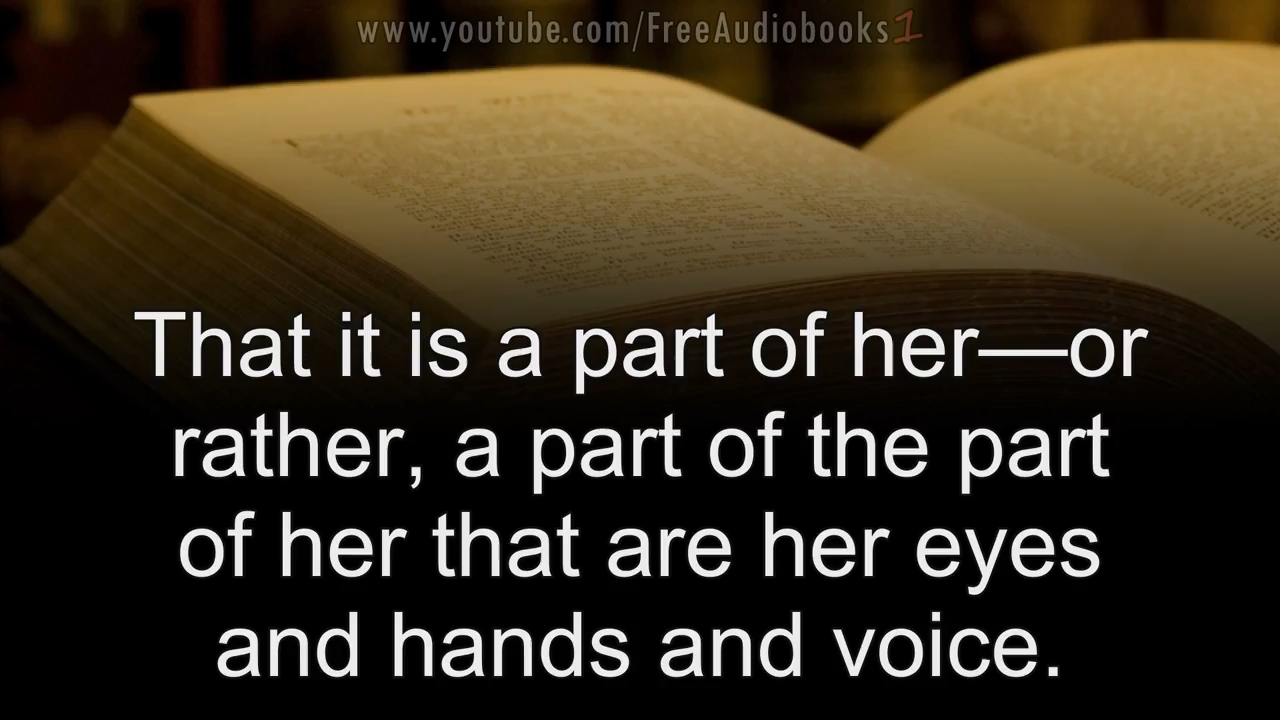 www.youtube.com/FreeAudiobooks1
That it is a part of her—or
rather, a part of the part
of her that are her eyes
and hands and voice.